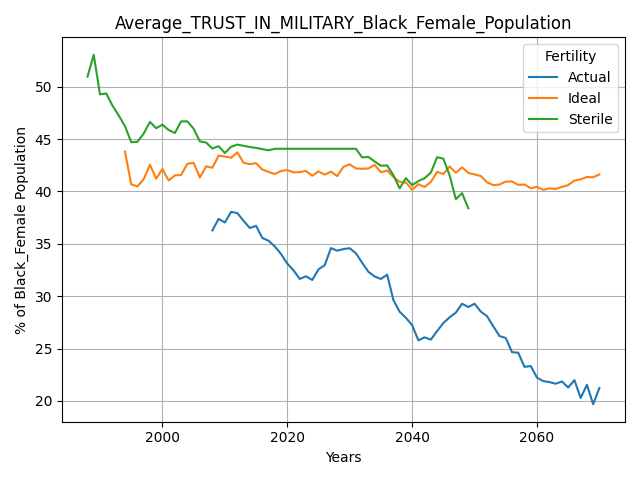 Average_TRUST_IN_MILITARY_Black_Female_Population
Fertility
Actual
Ideal
Sterile
% of Black_Female Population
50
45
40
35
30
25
20
2000
2020
2040
2060
Years